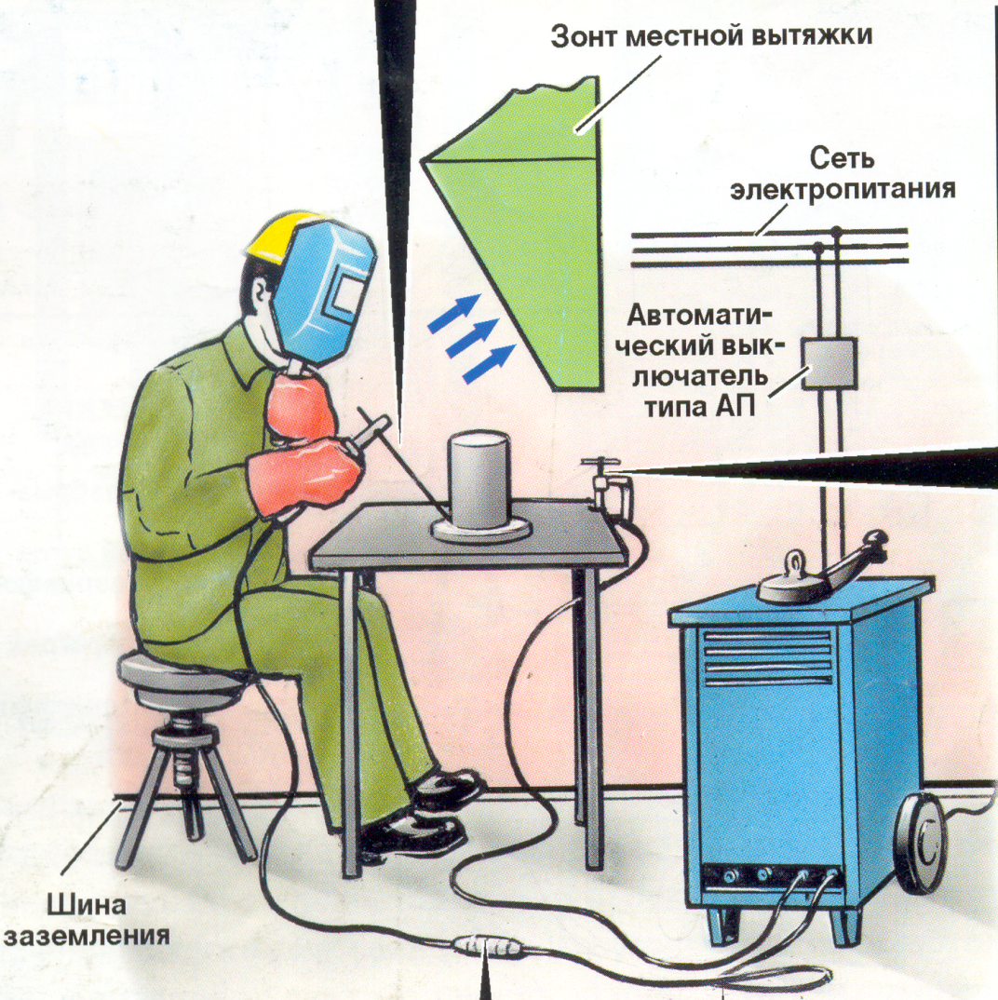 Зонт местной вытяжки
Сеть
электропитания
Автомати-
ческий вык-
лючатель
типа АП
Шина
заземления